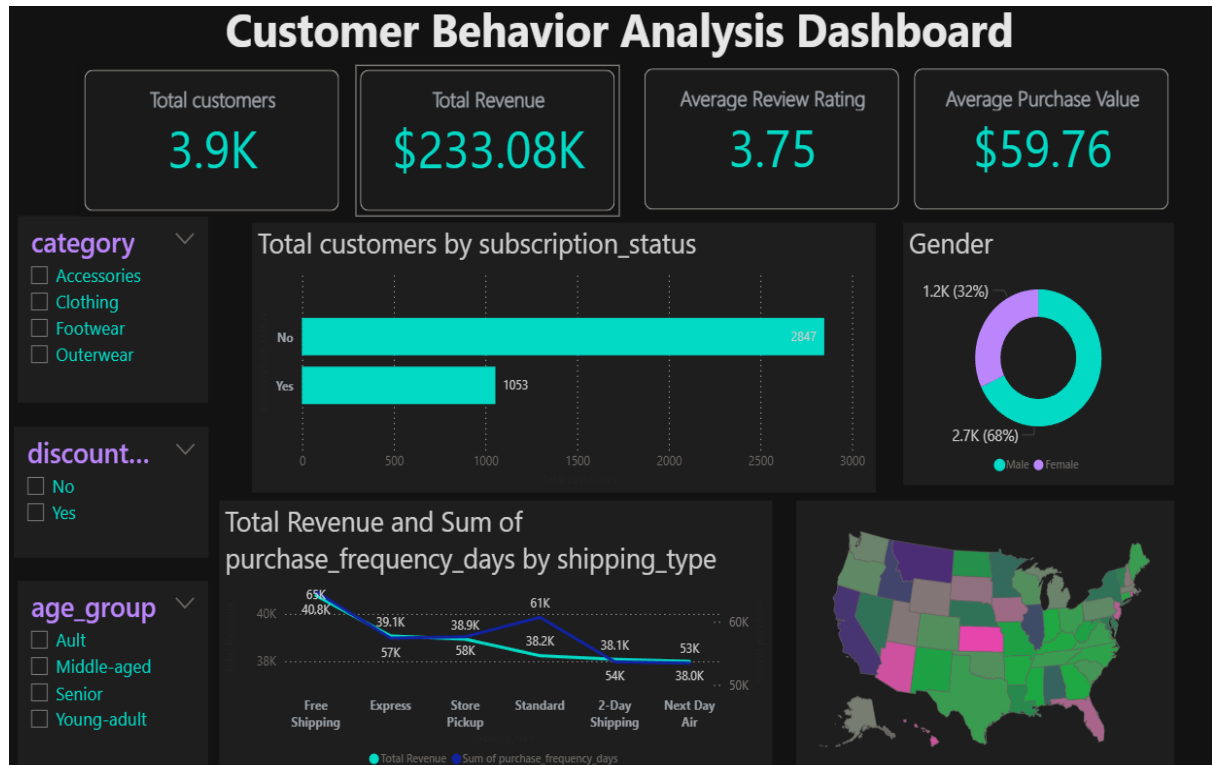 Customer Behavior Analysis Dashboard
Total customers
3.9K
Total Revenue
$233.08K
Average Review Rating
3.75
Average Purchase Value
$59.76
category
Accessories
Clothing
Footwear
Outerwear
discount...
No
Yes
age_group
Ault
Middle-aged
Senior
Young-adult
Total customers by subscription_status
No
2847
Yes
1053
0 500 1000 1500 2000 2500 3000
Gender
1.2K (32%)
2.7K (68%)
Male Female
Total Revenue and Sum of
purchase_frequency_days by shipping_type
40K
38K
65K
40.8K
39.1K
57K
38.9K
58K
61K
38.2K
38.1K
54K
53K
38.0K
60K
50K
Free
Shipping
Express
Store
Pickup
Standard
2-Day
Shipping
Next Day
Air
Total Revenue Sum of purchase_frequency_days